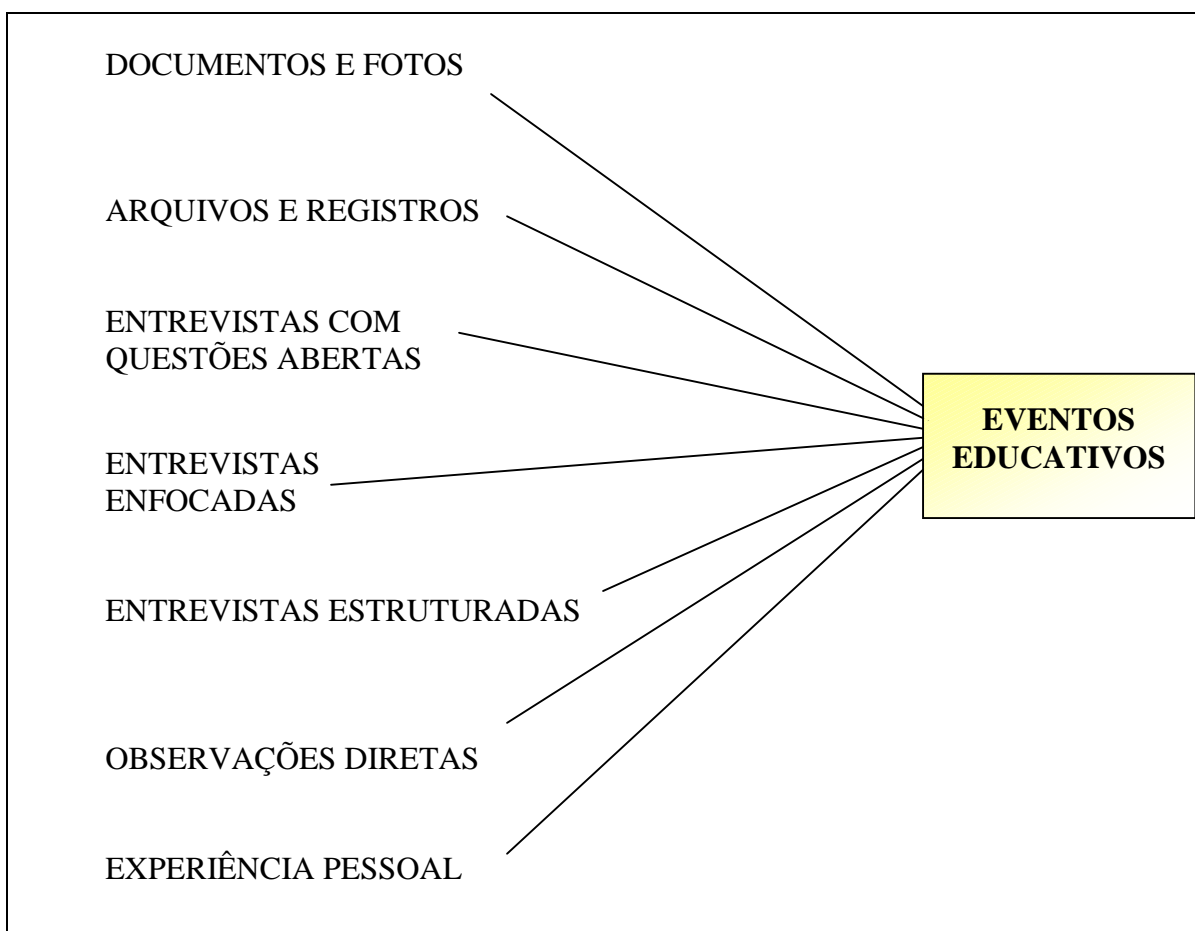 DOCUMENTOS E FOTOS
ARQUIVOS E REGISTROS
ENTREVISTAS COM
QUESTÕES ABERTAS
ENTREVISTAS
ENFOCADAS
ENTREVISTAS ESTRUTURADAS
OBSERVAÇÕES DIRETAS
EXPERIÊNCIA PESSOAL
EVENTOS
EDUCATIVOS